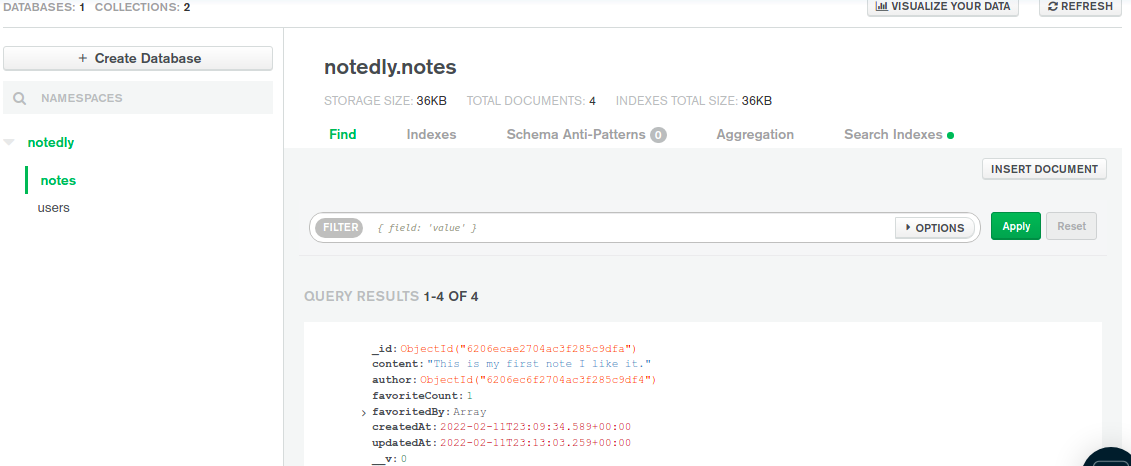 DATABASES: 1 COLLECTIONS: 2
VISUALIZE YOUR DATA
REFRESH
+ Create Database
NAMESPACES
notedly
notes
users
notedly.notes
STORAGE SIZE: 36KB TOTAL DOCUMENTS: 4 INDEXES TOTAL SIZE: 36KB
Find Indexes Schema Anti-Patterns 0 Aggregation Search Indexes
INSERT DOCUMENT
FILTER { field: 'value' } OPTIONS Apply Reset
QUERY RESULTS 1-4 OF 4
_id: ObjectId("6206ecae2704ac3f285c9dfa")
content: "This is my first note I like it."
author: ObjectId("6206ec6f2704ac3f285c9df4")
favoriteCount: 1
favoritedBy: Array
createdAt: 2022-02-11T23:09:34.589+00:00
updatedAt: 2022-02-11T23:13:03.259+00:00
__v: 0